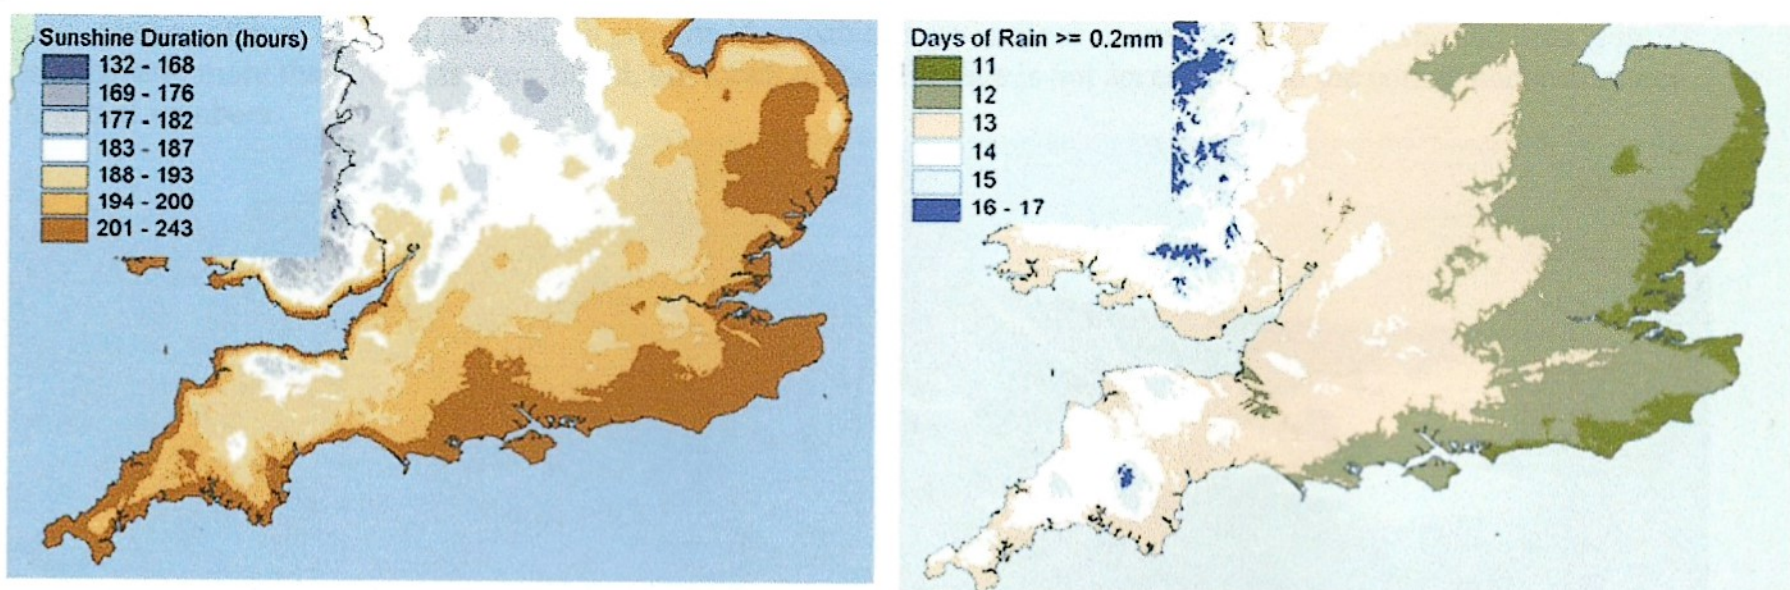 Sunshine Duration (hours)
132 - 168
169 - 176
177 - 182
183 - 187
188 - 193
194 - 200
201 - 243
Days of Rain >= 0.2mm
11
12
13
14
15
16 - 17